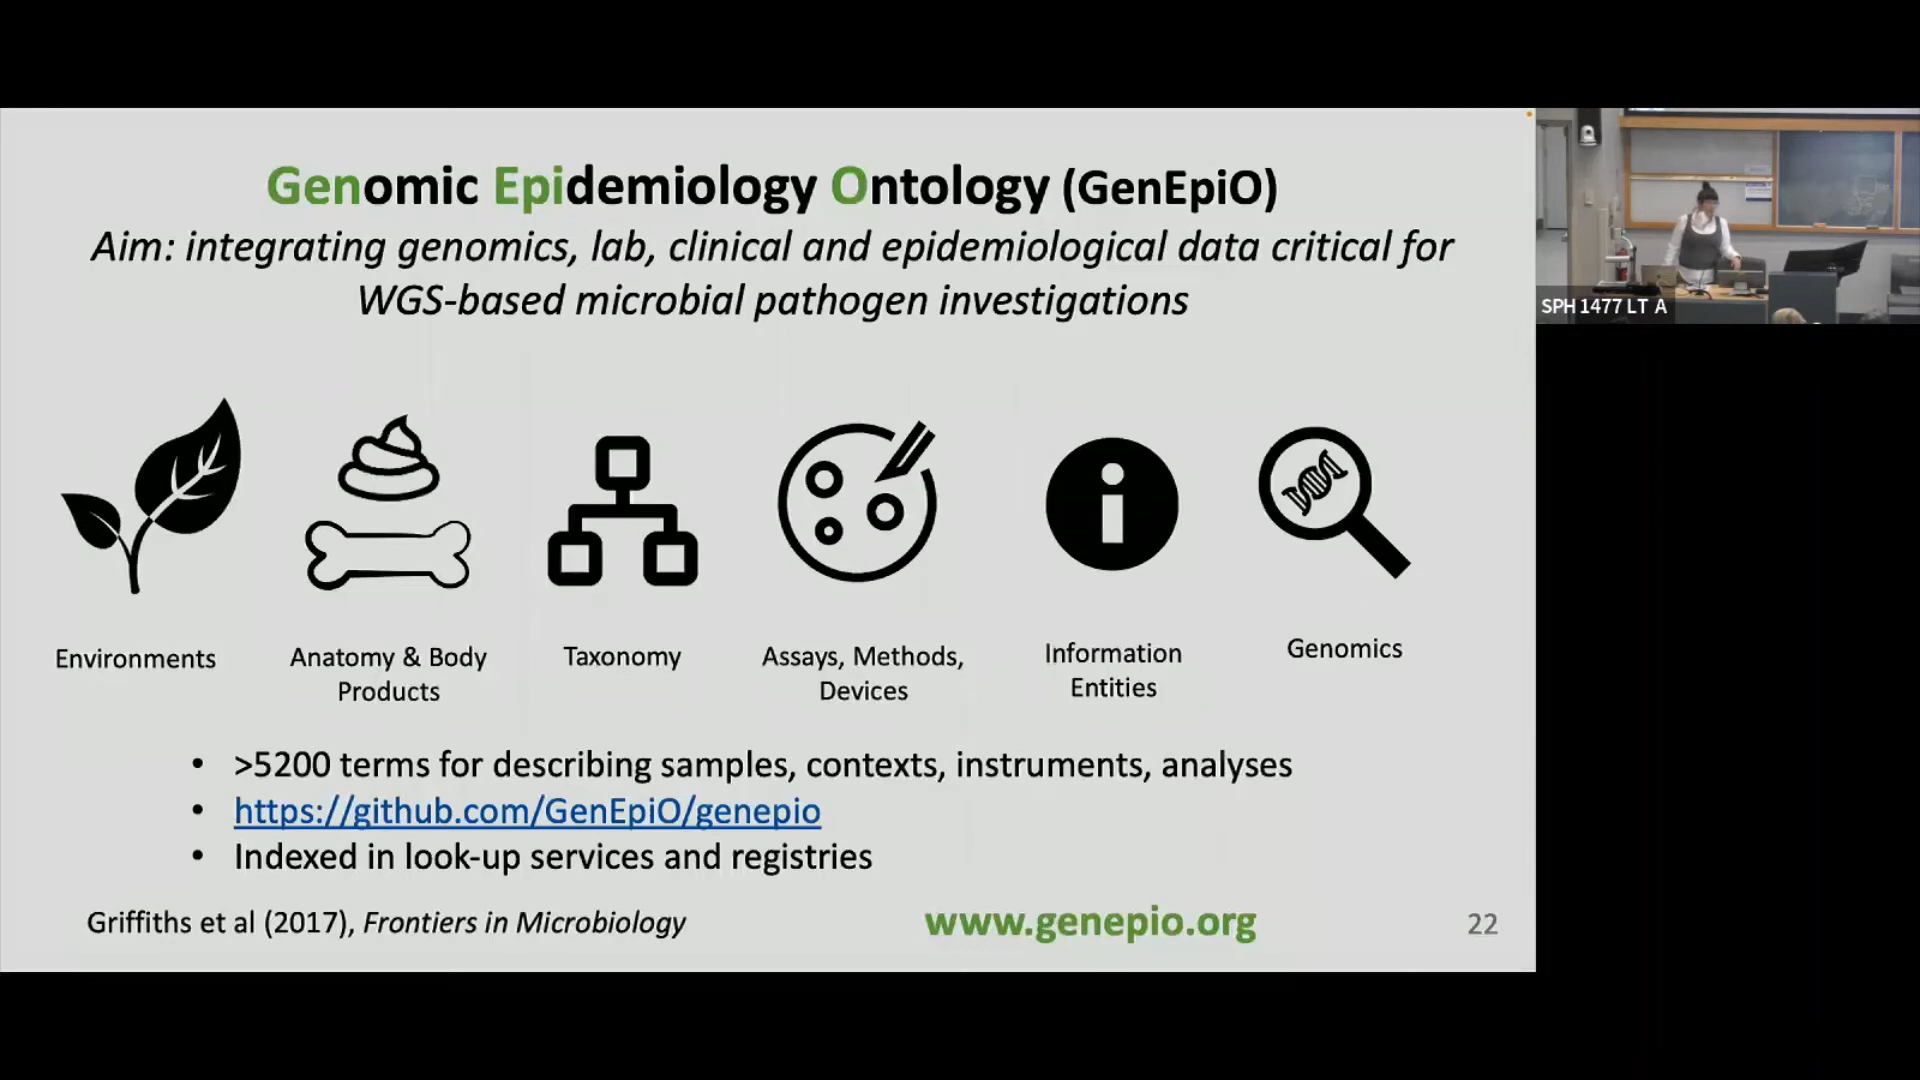 Genomic Epidemiology Ontology (GenEpiO)
Aim: integrating genomics, lab, clinical and epidemiological data critical for
WGS-based microbial pathogen investigations
Environments
Anatomy & Body
Products
Taxonomy
Assays, Methods,
Devices
Information
Entities
Genomics
• >5200 terms for describing samples, contexts, instruments, analyses
• https://github.com/GenEpiO/genepio
• Indexed in look-up services and registries
Griffiths et al (2017), Frontiers in Microbiology
www.genepio.org
22
SPH 1477 LT A